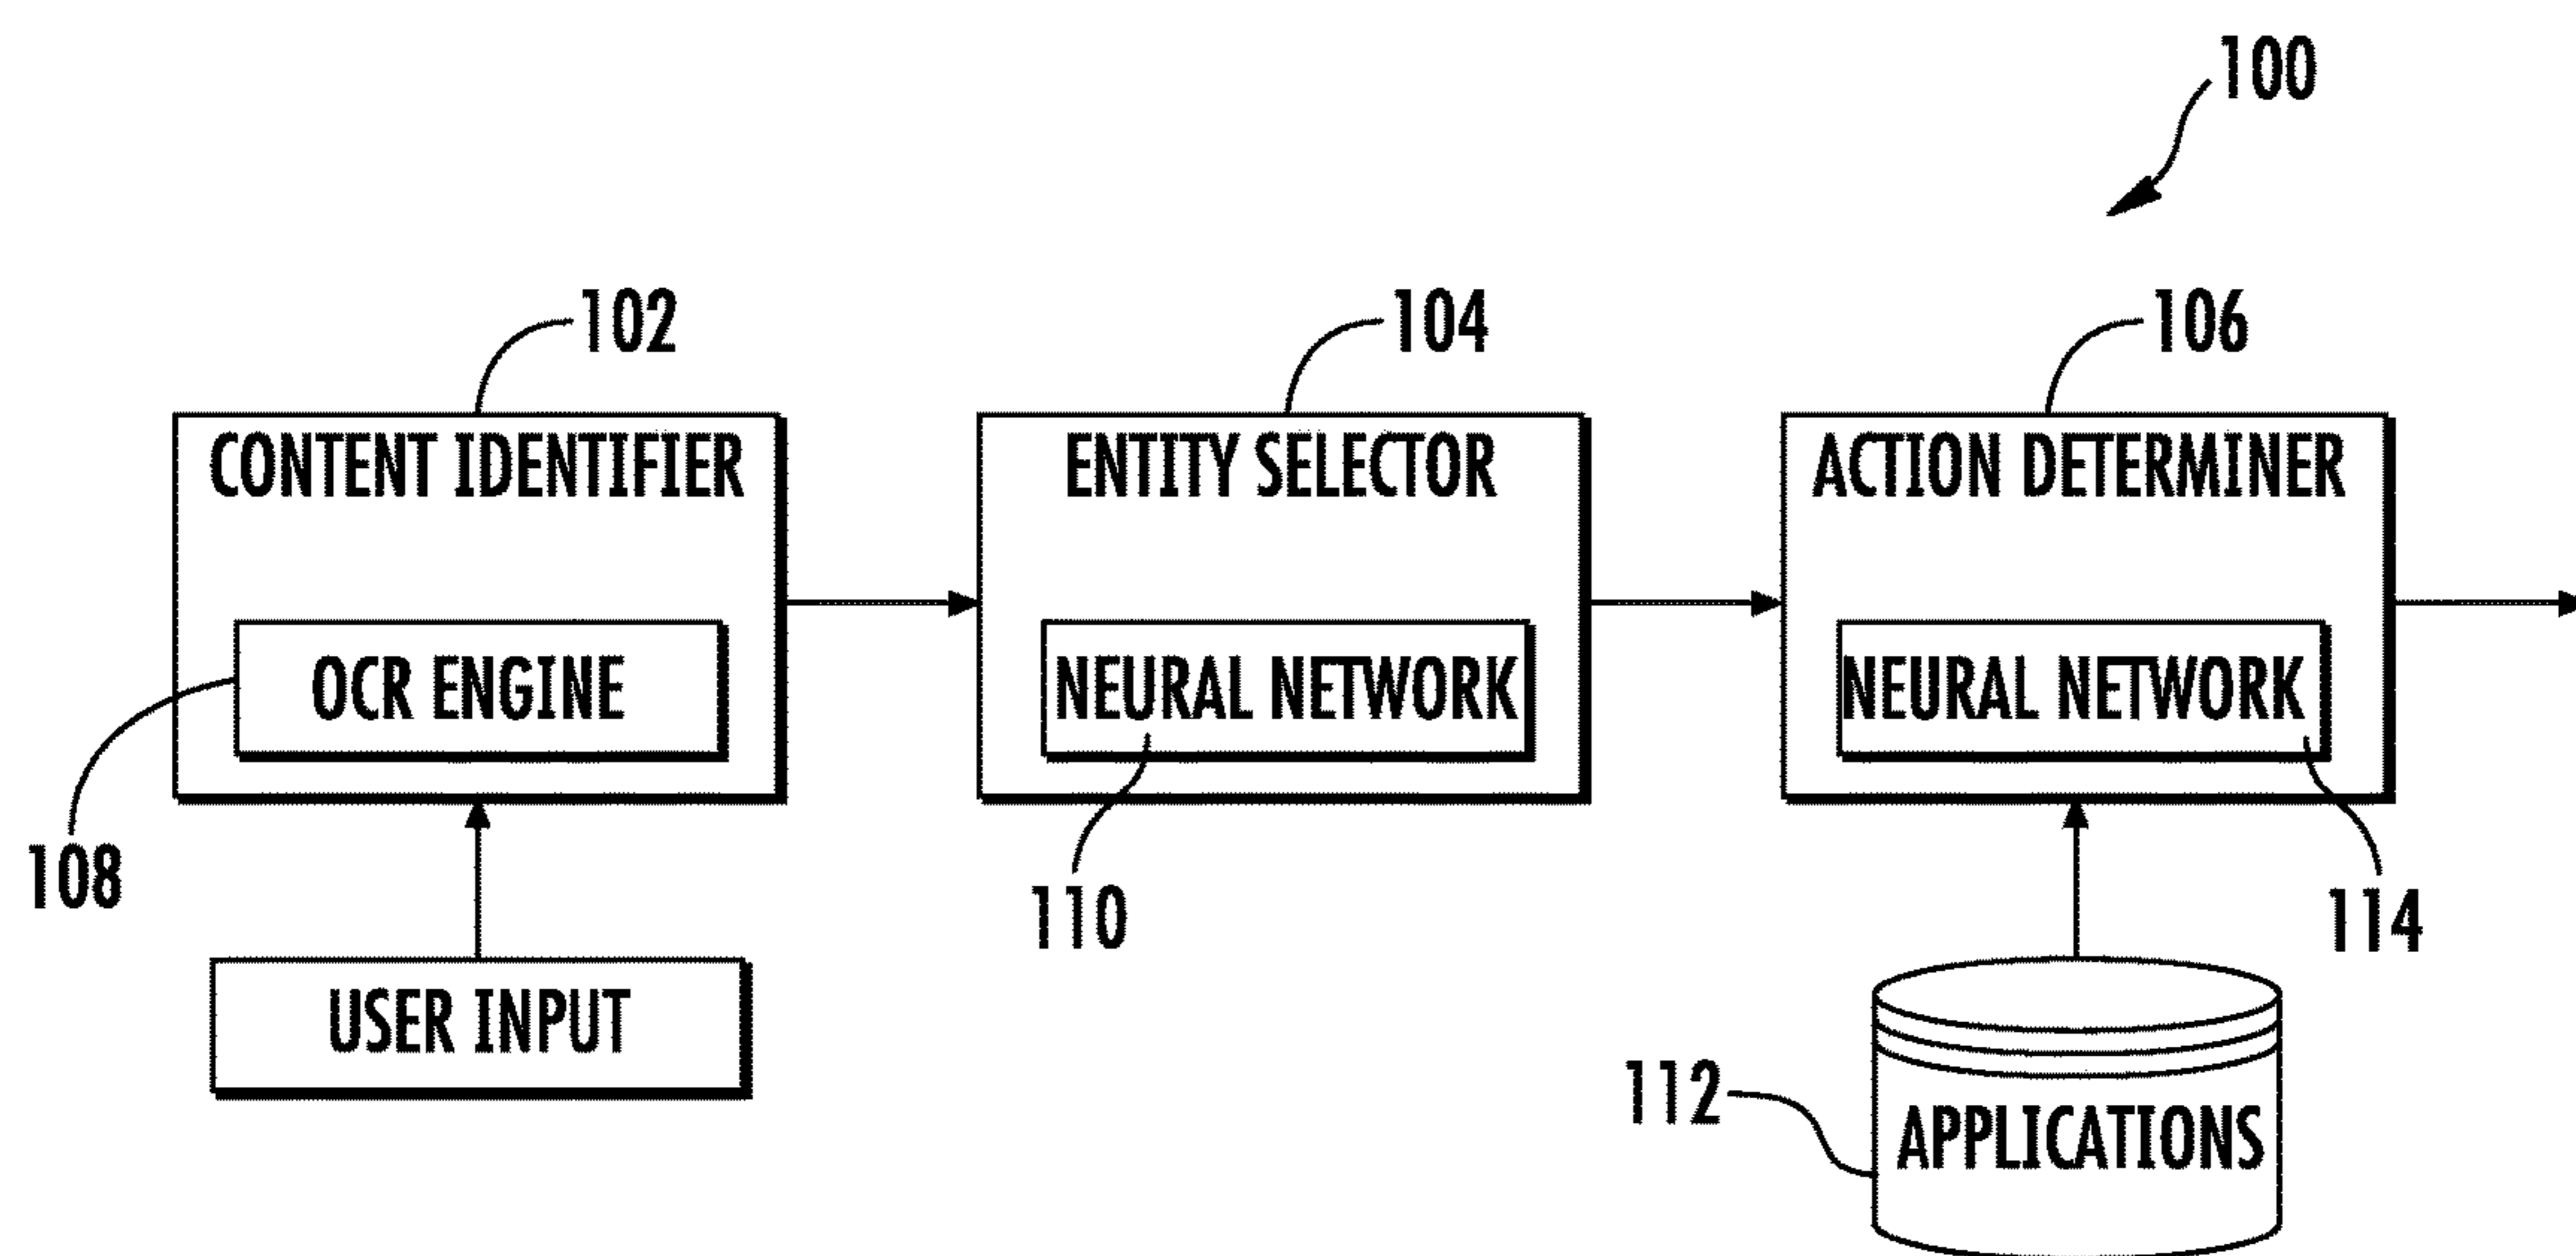 100
102
104
106
CONTENT IDENTIFIER
ENTITY SELECTOR
ACTION DETERMINER
OCR ENGINE
NEURAL NETWORK
NEURAL NETWORK
108
110
114
USER INPUT
112
APPLICATIONS